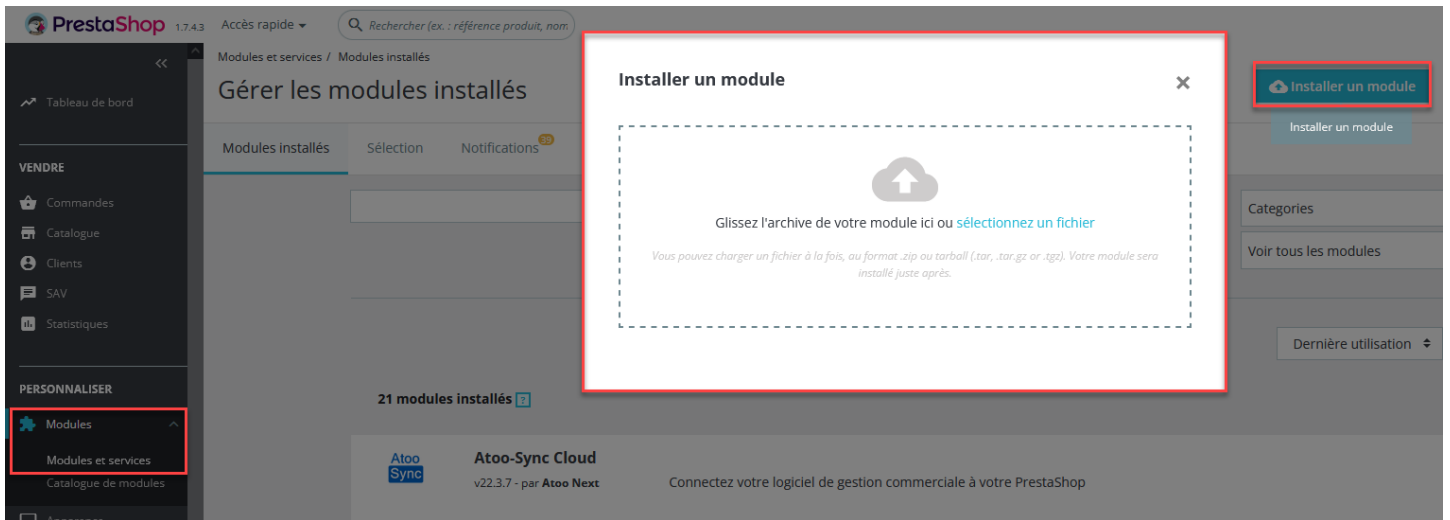 PrestaShop 1.7.4.3 Accès rapide Rechercher (ex. : référence produit, nom
Tableau de bord
VENDRE
Commandes
Catalogue
Clients
SAV
Statistiques
PERSONNALISER
Modules
Modules et services
Catalogue de modules
Modules et services / Modules installés
Gérer les modules installés
Modules installés Sélection Notifications 39
Installer un module
Glissez l'archive de votre module ici ou sélectionnez un fichier
Vous pouvez charger un fichier à la fois, au format .zip ou tarball (.tar, .tar.gz or .tgz). Votre module sera
installé juste après.
Installer un module
Installer un module
Categories
Voir tous les modules
Dernière utilisation
21 modules installés ?
Atoo
Sync
Atoo-Sync Cloud
v22.3.7 - par Atoo Next
Connectez votre logiciel de gestion commerciale à votre PrestaShop